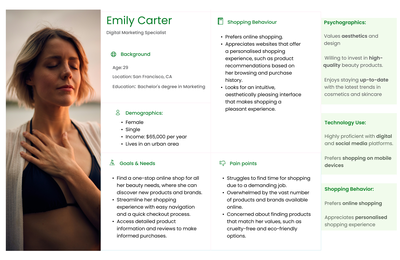 Emily Carter
Digital Marketing Specialist
Background
Age: 29
Location: San Francisco, CA
Education: Bachelor's degree in Marketing
Demographics:
• Female
• Single
• Income: $65,000 per year
• Lives in an urban area
Shopping Behaviour
• Prefers online shopping.
• Appreciates websites that offer
a personalised shopping
experience, such as product
recommendations based on
her browsing and purchase
history.
• Looks for an intuitive,
aesthetically pleasing interface
that makes shopping a
pleasant experience.
Goals & Needs
• Find a one-stop online shop for all
her beauty needs, where she can
discover new products and brands.
• Streamline her shopping
experience with easy navigation
and a quick checkout process.
• Access detailed product
information and reviews to make
informed purchases.
Pain points
• Struggles to find time for shopping
due to a demanding job.
• Overwhelmed by the vast number
of products and brands available
online.
• Concerned about finding products
that match her values, such as
cruelty-free and eco-friendly
options.
Psychographics:
Values aesthetics and
design
Willing to invest in high-
quality beauty products.
Enjoys staying up-to-date
with the latest trends in
cosmetics and skincare
Technology Use:
Highly proficient with digital
and social media platforms,
Prefers shopping on mobile
devices
Shopping Behavior:
Prefers online shopping
Appreciates personalised
shopping experience